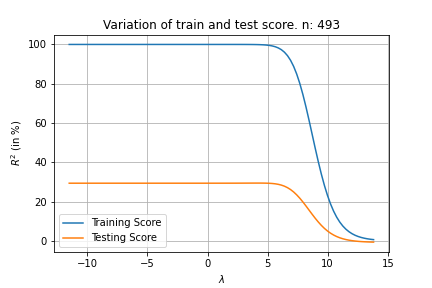 Variation of train and test score. n: 493
R² (in %)
100
80
60
40
20
0
Training Score
Testing Score
−10
−5
0
5
10
15
λ